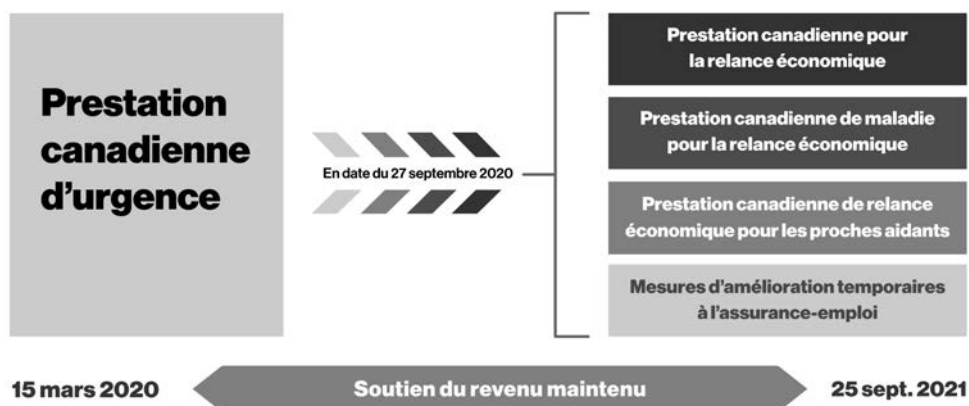 Prestation
canadienne
d'urgence
En date du 27 septembre 2020
Prestation canadienne pour
la relance économique
Prestation canadienne de maladie
pour la relance économique
Prestation canadienne de relance
économique pour les proches aidants
Mesures d'amélioration temporaires
à l'assurance-emploi
15 mars 2020
Soutien du revenu maintenu
25 sept. 2021